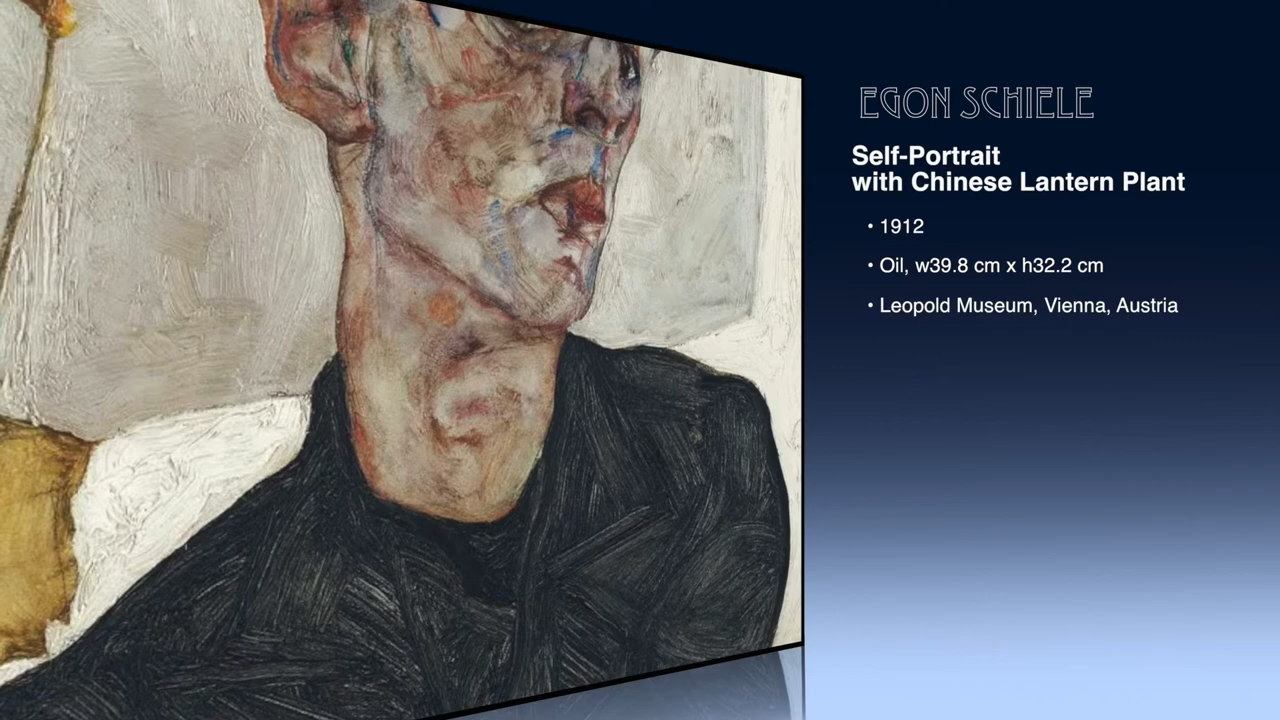 EGON SCHIELE
Self-Portrait
with Chinese Lantern Plant
• 1912
• Oil, w39.8 cm x h32.2 cm
• Leopold Museum, Vienna, Austria